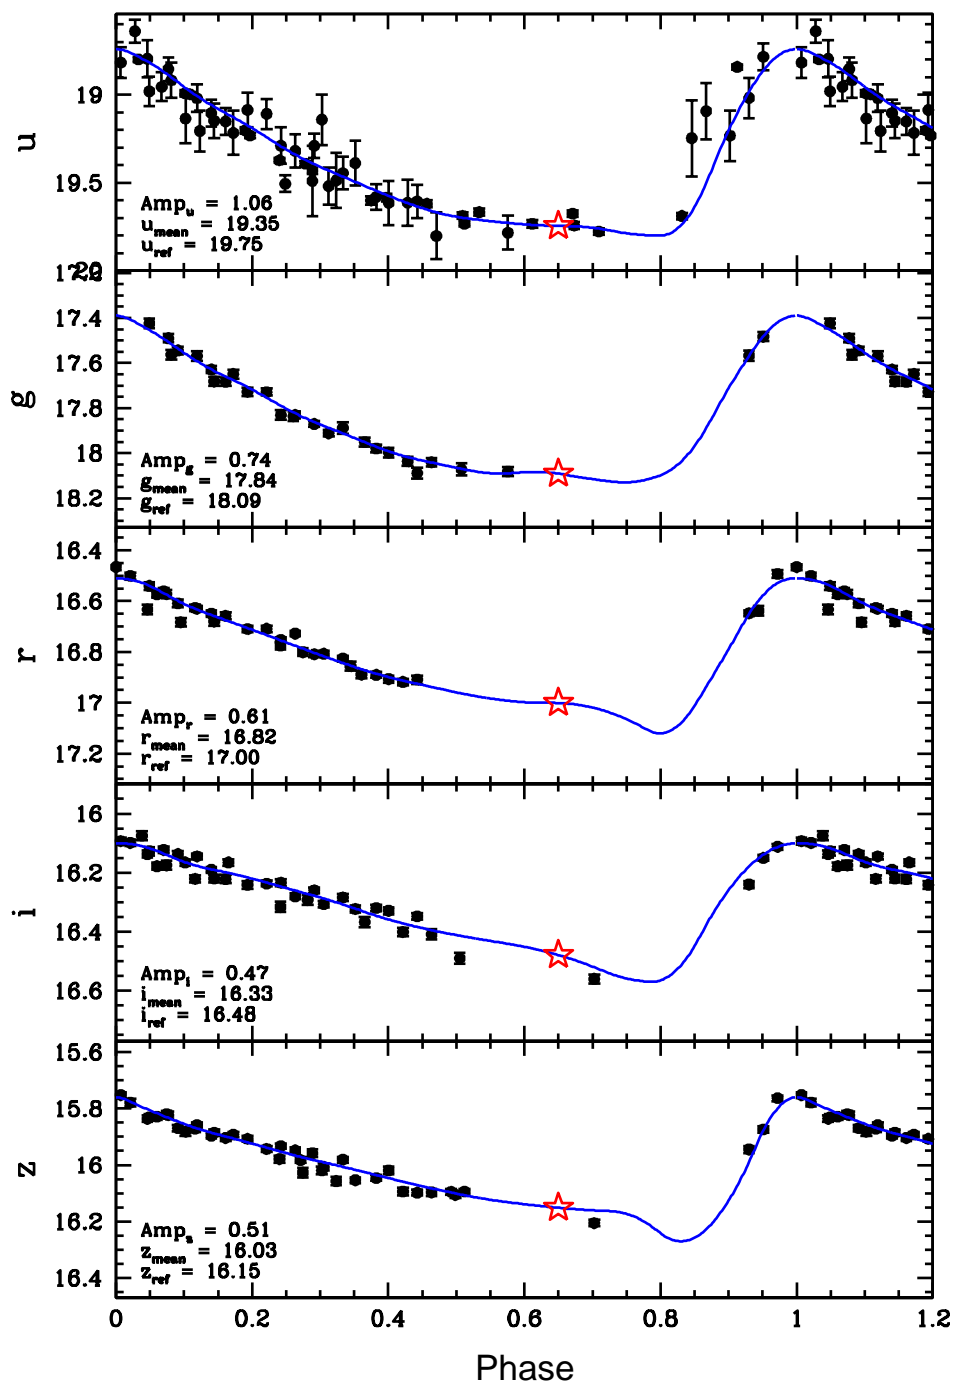 19
19.5
20
u
Amp_u = 1.06
u_mean = 19.35
u_ref = 19.75
17.2
17.4
17.6
17.8
18
18.2
g
Amp_g = 0.74
g_mean = 17.84
g_ref = 18.09
16.4
16.6
16.8
17
17.2
r
Amp_r = 0.61
r_mean = 16.82
r_ref = 17.00
16
16.2
16.4
16.6
i
Amp_i = 0.47
i_mean = 16.33
i_ref = 16.48
15.6
15.8
16
16.2
16.4
z
Amp_z = 0.51
z_mean = 16.03
z_ref = 16.15
0 0.2 0.4 0.6 0.8 1 1.2
Phase